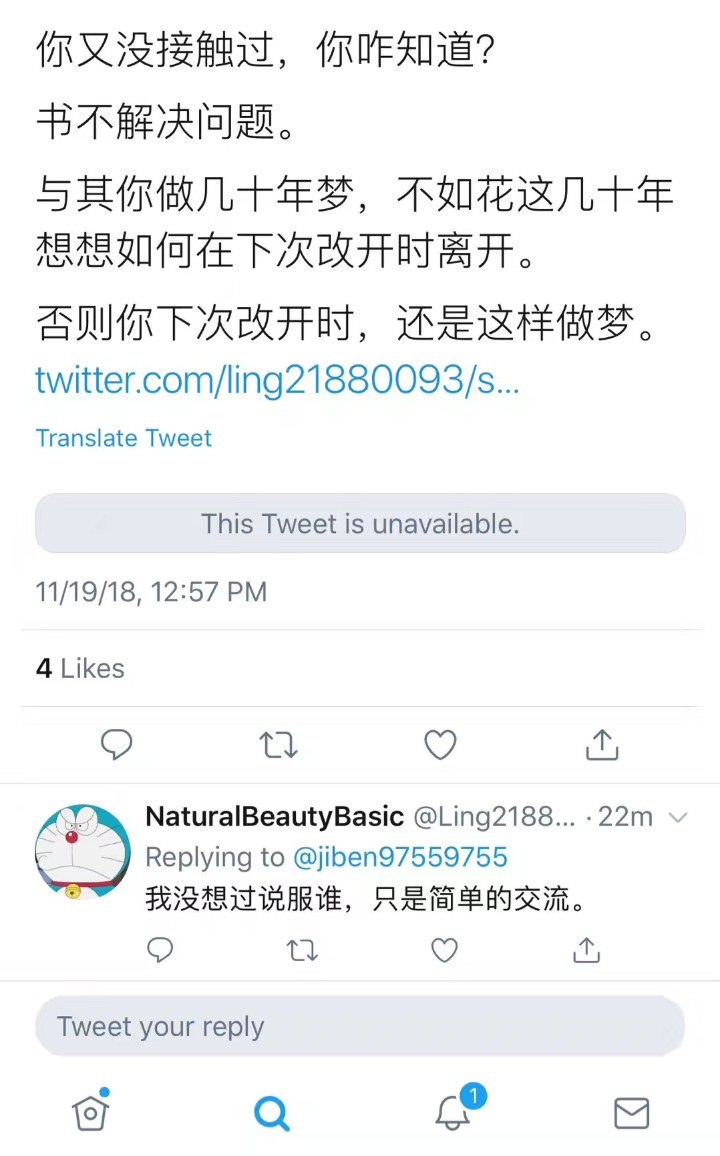 你又没接触过，你咋知道？
书不解决问题。
与其你做几十年梦，不如花这几十年
想想如何在下次改开时离开。
否则你下次改开时，还是这样做梦。
twitter.com/ling21880093/s...
Translate Tweet
This Tweet is unavailable.
11/19/18, 12:57 PM
4 Likes
NaturalBeautyBasic @Ling2188... · 22m
Replying to @jiben97559755
我没想过说服谁，只是简单的交流。
Tweet your reply
1